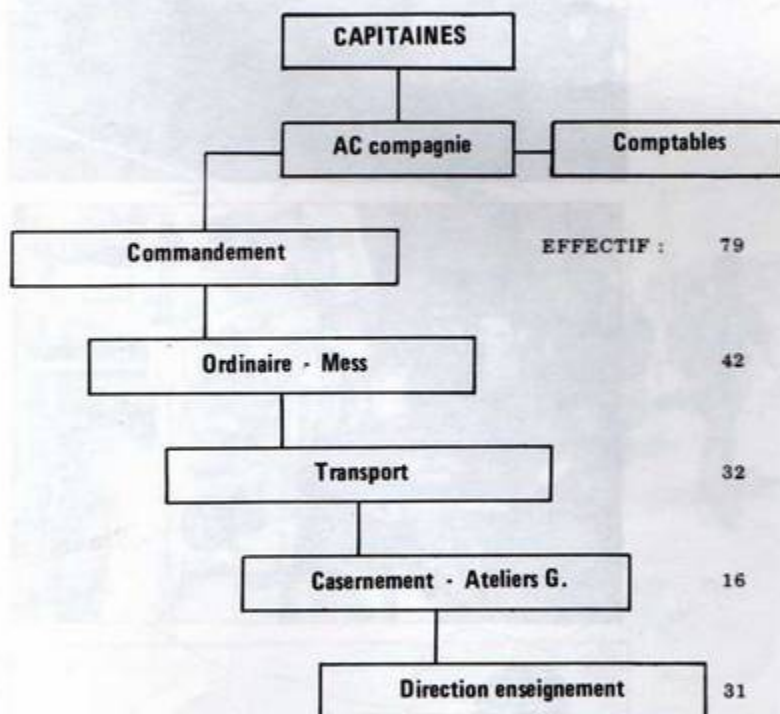 CAPITAINES
AC compagnie Comptables
Commandement EFFECTIF : 79
Ordinaire - Mess 42
Transport 32
Casernement - Ateliers G. 16
Direction enseignement 31